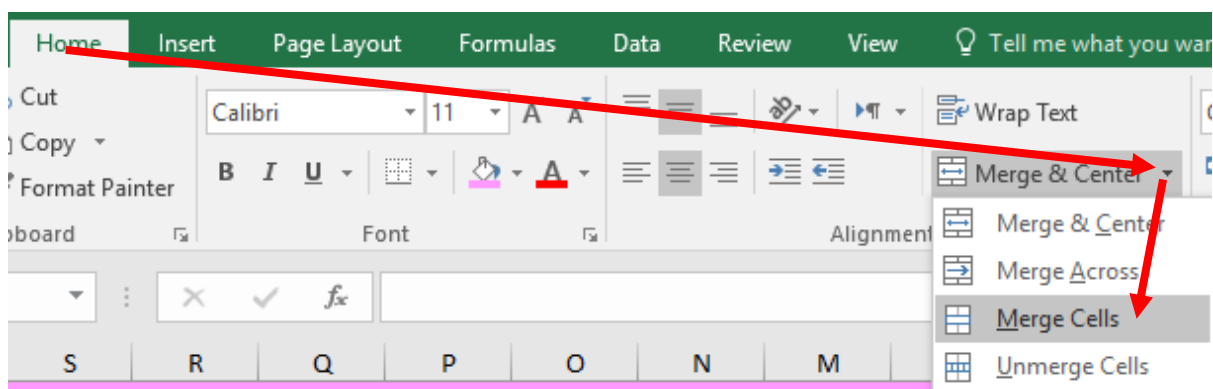 Home Insert Page Layout Formulas Data Review View Tell me what you
Cut Calibri 11 A A Wrap Text
Copy
Format Painter B I U A Merge & Center
Font Alignment
Merge & Center
Merge Across
fx
Merge Cells
S R Q P O N M
Unmerge Cells